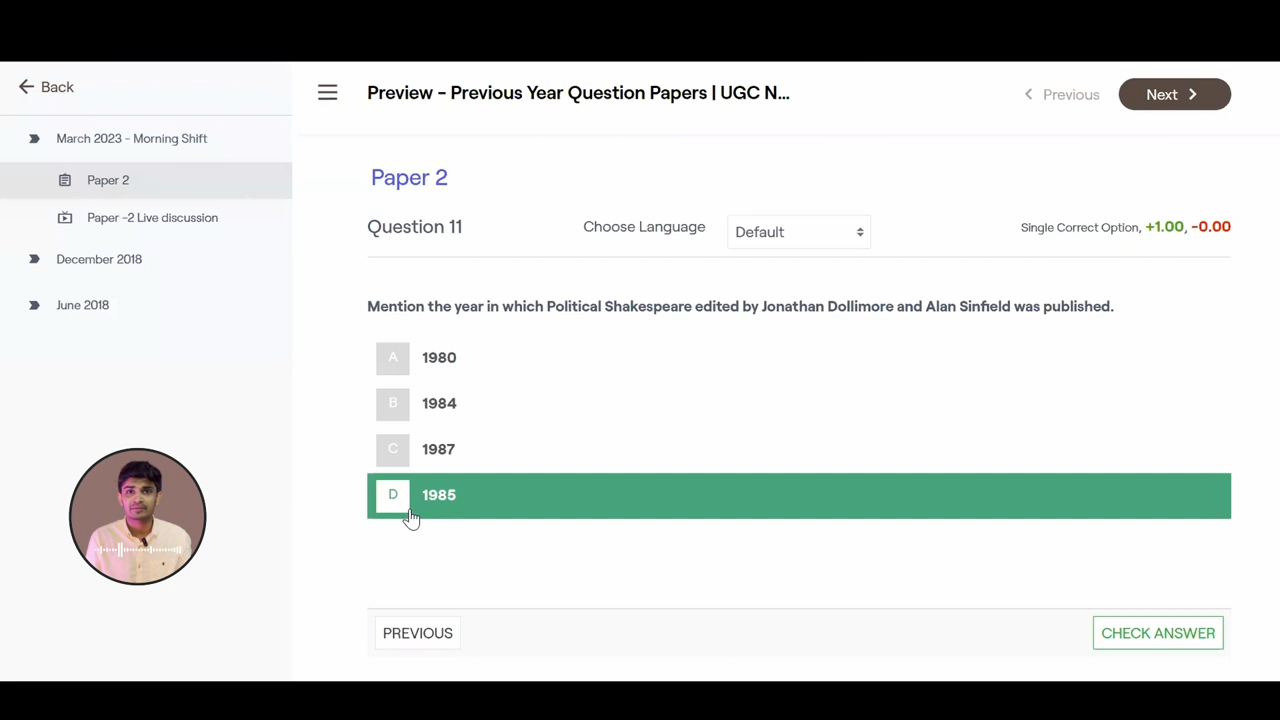 Back
Preview - Previous Year Question Papers | UGC N...
Previous
Next
March 2023 - Morning Shift
Paper 2
Paper -2 Live discussion
December 2018
June 2018
Paper 2
Question 11
Choose Language
Default
Single Correct Option, +1.00, -0.00
Mention the year in which Political Shakespeare edited by Jonathan Dollimore and Alan Sinfield was published.
A 1980
B 1984
C 1987
D 1985
PREVIOUS
CHECK ANSWER